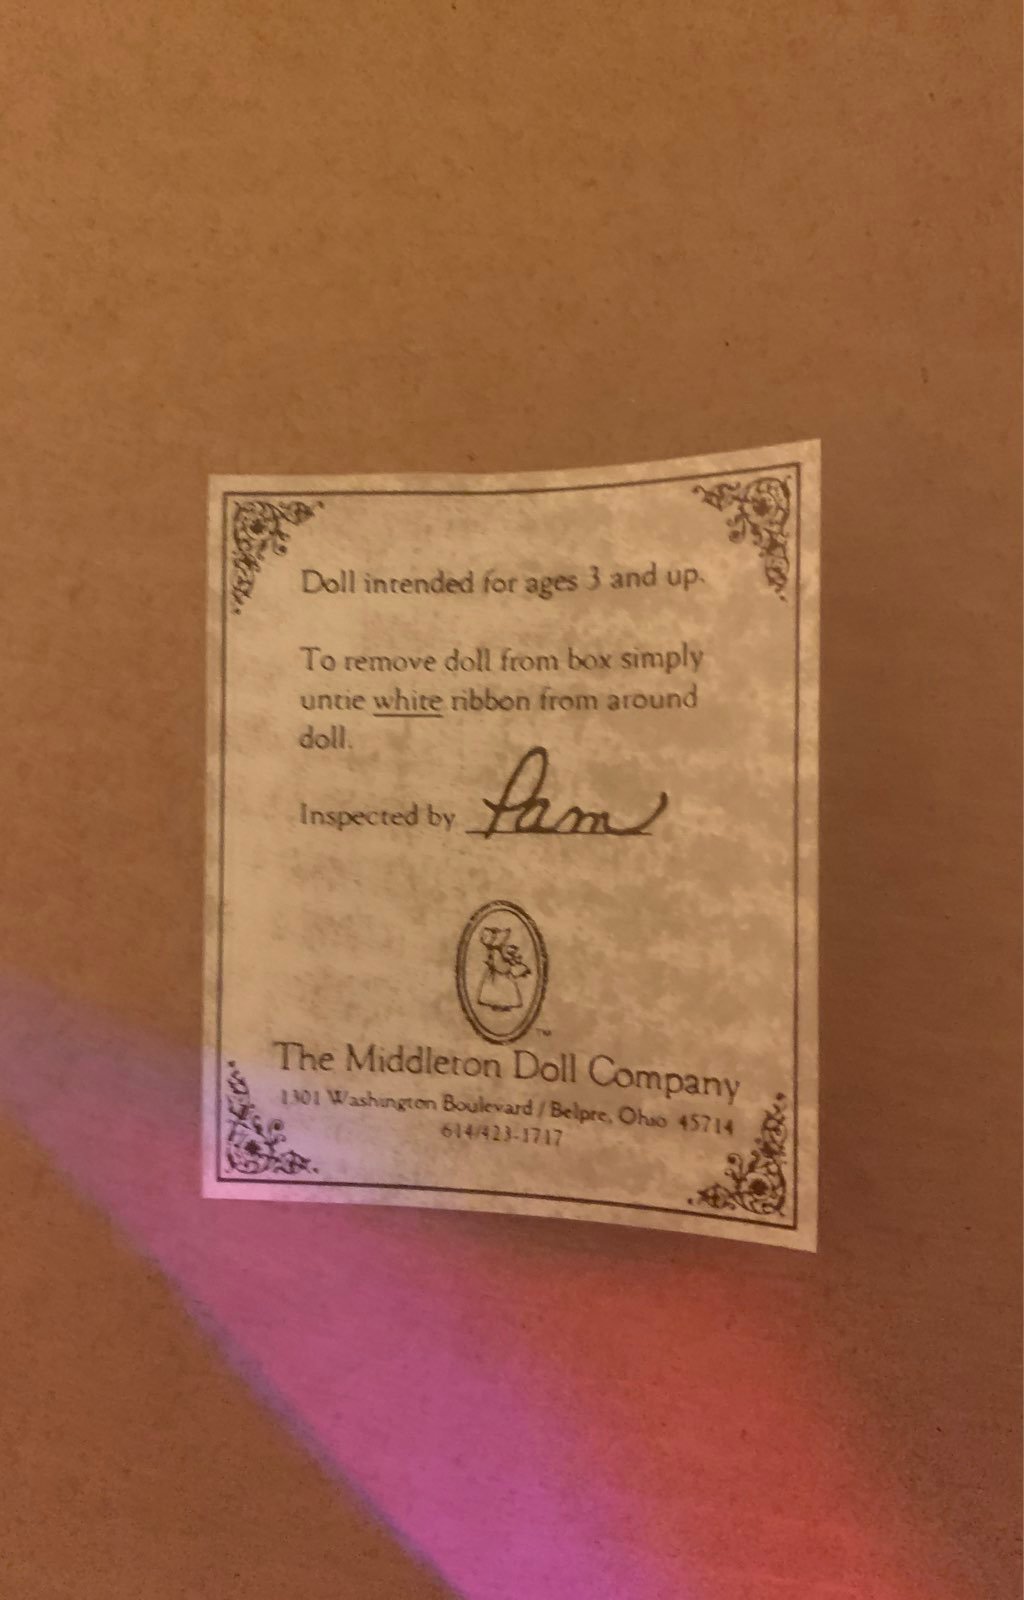 Doll intended for ages 3 and up.
To remove doll from box simply
untie white ribbon from around
doll.
Inspected by Pam
TM
The Middleton Doll Company
1301 Washington Boulevard / Belpre, Ohio 45714
614/423-1717